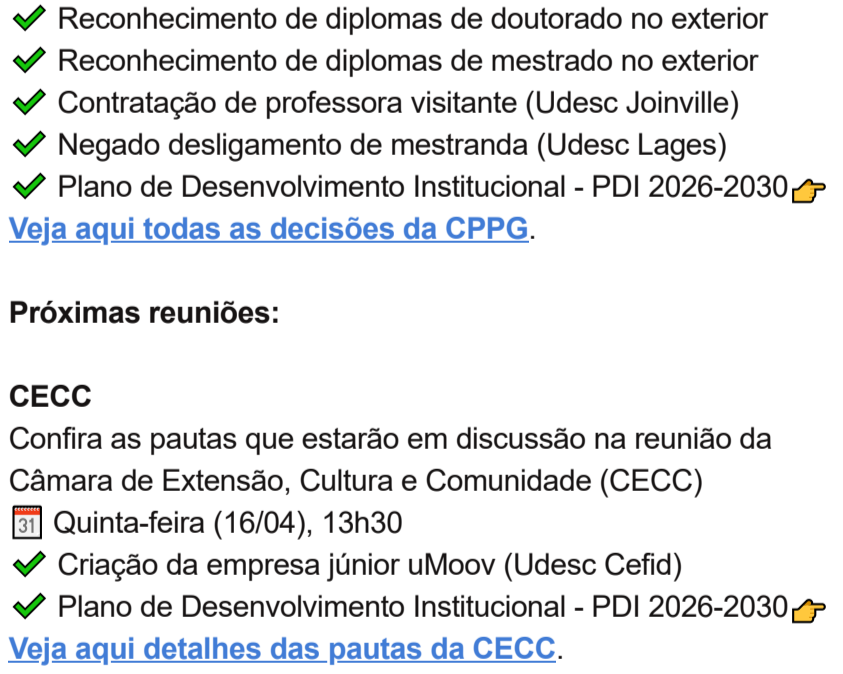 ✔ Reconhecimento de diplomas de doutorado no exterior
✔ Reconhecimento de diplomas de mestrado no exterior
✔ Contratação de professora visitante (Udesc Joinville)
✔ Negado desligamento de mestranda (Udesc Lages)
✔ Plano de Desenvolvimento Institucional - PDI 2026-2030👉
Veja aqui todas as decisões da CPPG.
Próximas reuniões:
CECC
Confira as pautas que estarão em discussão na reunião da
Câmara de Extensão, Cultura e Comunidade (CECC)
📅 Quinta-feira (16/04), 13h30
✔ Criação da empresa júnior uMoov (Udesc Cefid)
✔ Plano de Desenvolvimento Institucional - PDI 2026-2030👉
Veja aqui detalhes das pautas da CECC.